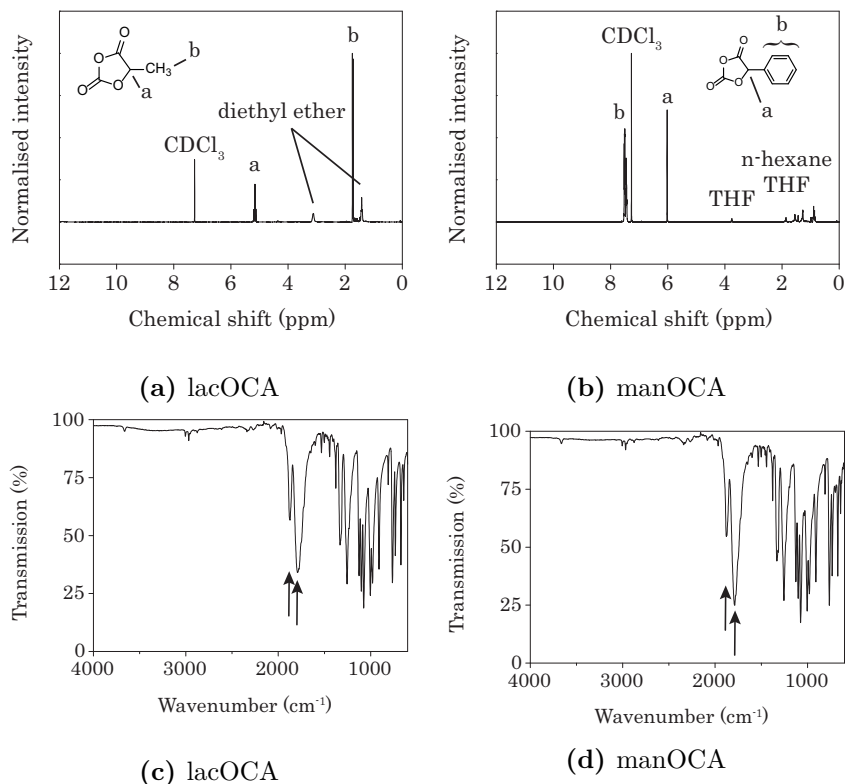 Normalised intensity
O
O
O
O
CH₃
b
a
CDCl₃
a
diethyl ether
b
12 10 8 6 4 2 0
Chemical shift (ppm)
(a) lacOCA
Normalised intensity
b
CDCl₃
a
O
O
O
O
b
a
n-hexane
THF
THF
12 10 8 6 4 2 0
Chemical shift (ppm)
(b) manOCA
Transmission (%)
100
75
50
25
0
4000 3000 2000 1000
Wavenumber (cm⁻¹)
(c) lacOCA
Transmission (%)
100
75
50
25
0
4000 3000 2000 1000
Wavenumber (cm⁻¹)
(d) manOCA